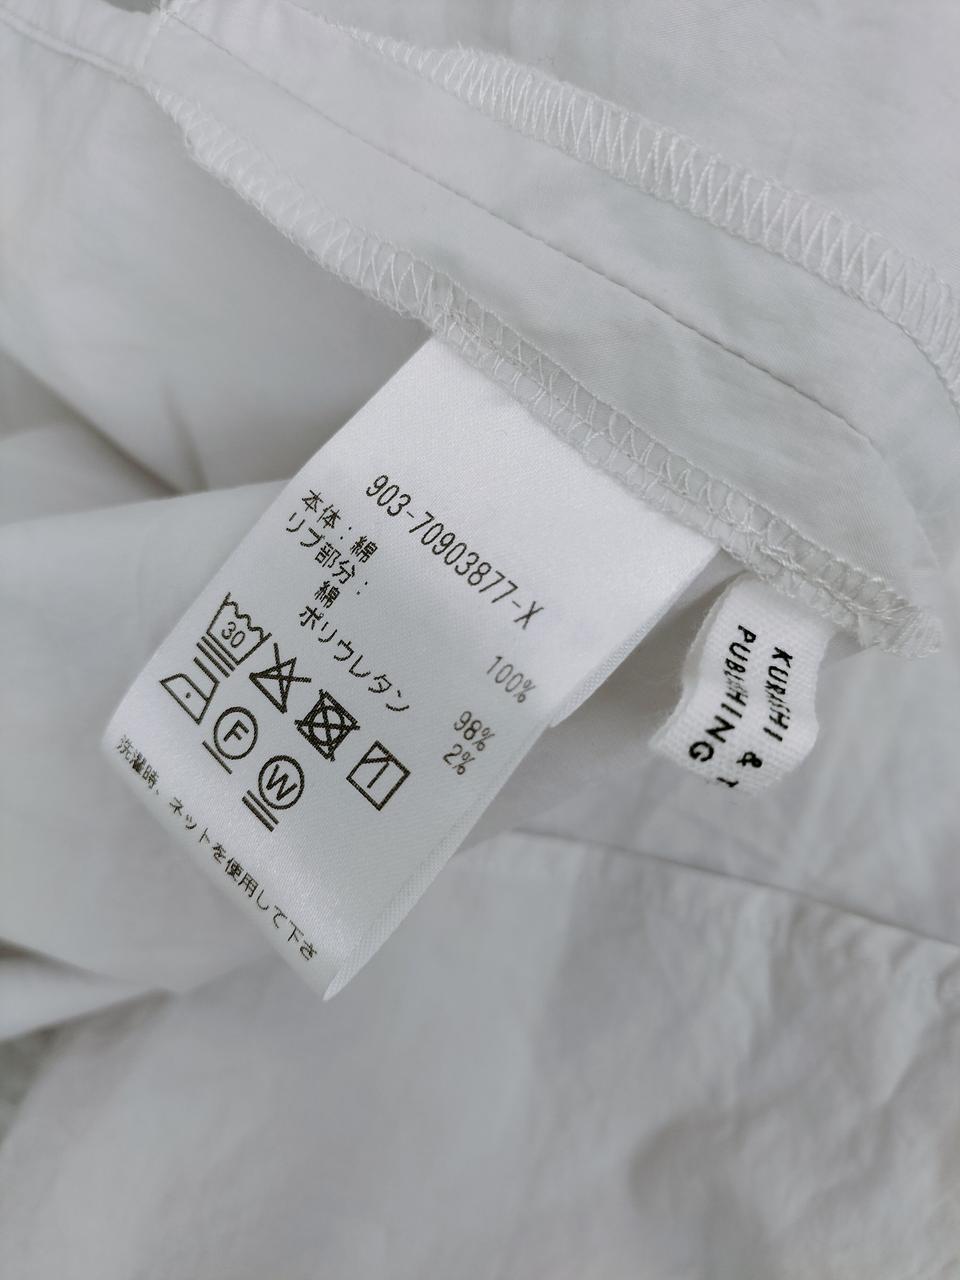 903-70903877-X
本体：綿 100%
リブ部分：
綿 98%
ポリウレタン 2%
30
F
W
洗濯時、ネットを使用して下さ
KURASHI & T
PUBLISHING